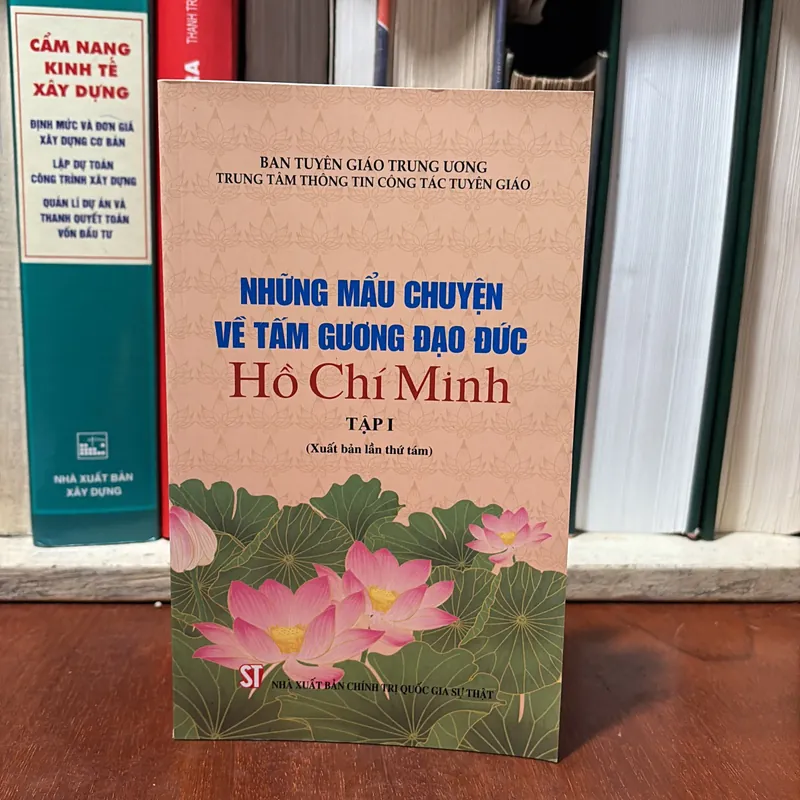 CẨM NANG
KINH TẾ
XÂY DỰNG
ĐỊNH MỨC VÀ ĐƠN GIÁ
XÂY DỰNG CƠ BẢN
LẬP DỰ TOÁN
CÔNG TRÌNH XÂY DỰNG
QUẢN LÍ DỰ ÁN VÀ
THANH QUYẾT TOÁN
VỐN ĐẦU TƯ
NHÀ XUẤT BẢN
XÂY DỰNG
BAN TUYÊN GIÁO TRUNG ƯƠNG
TRUNG TÂM THÔNG TIN CÔNG TÁC TUYÊN GIÁO
NHỮNG MẨU CHUYỆN
VỀ TẤM GƯƠNG ĐẠO ĐỨC
Hồ Chí Minh
TẬP I
(Xuất bản lần thứ tám)
ST
NHÀ XUẤT BẢN CHÍNH TRỊ QUỐC GIA SỰ THẬT